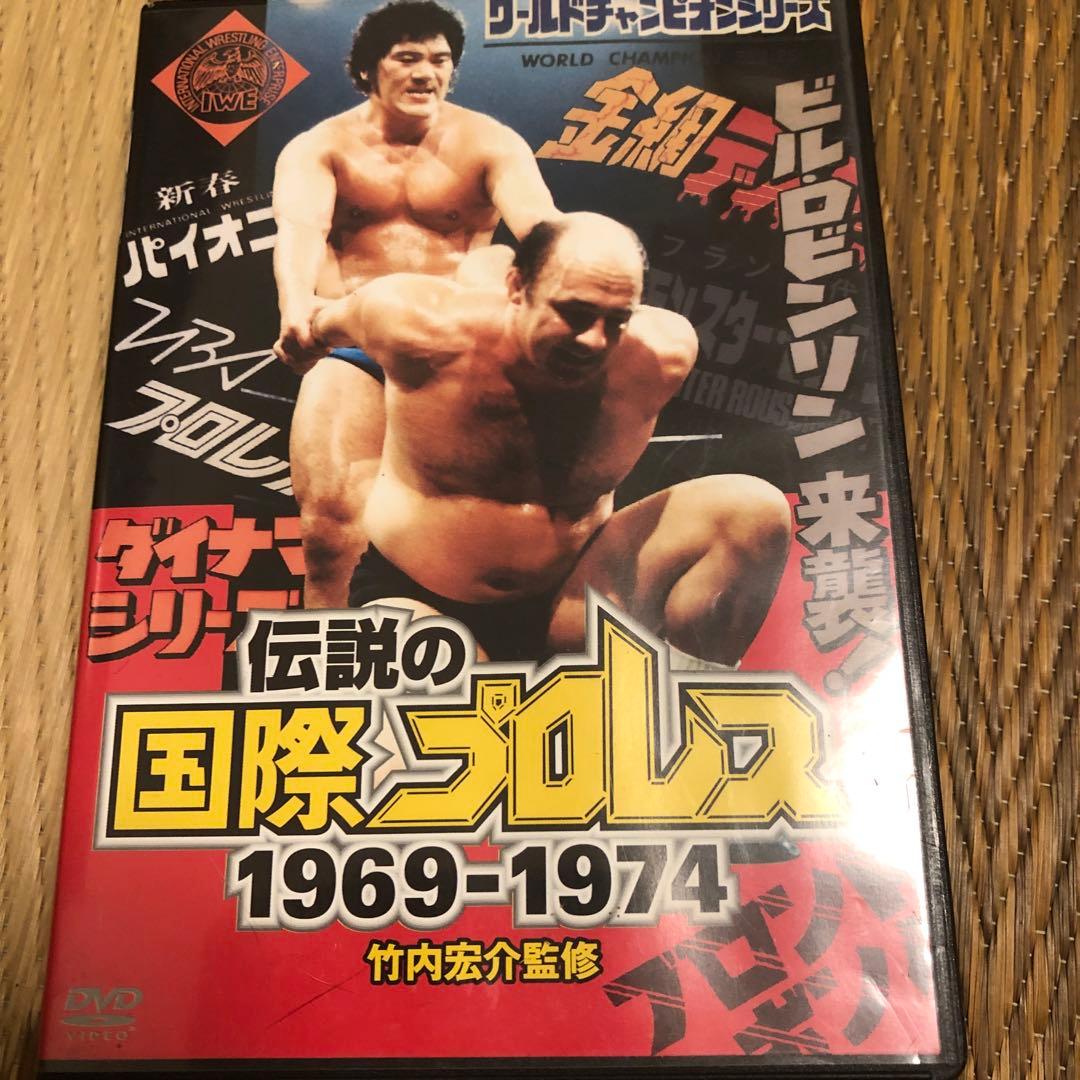 ワールドチャンピオンシリーズ
WORLD CHAMP
INTERNATIONAL WRESTLING ENTERPRISE
IWE
金網デ
ビル・ロビンソン来襲!
新春
INTERNATIONAL WRESTLIN
パイオニ
フラン
モンスター
TER ROUS
プロレ
ダイナマ
シリーズ
伝説の
国際プロレス
1969-1974
竹内宏介監修
DVD
VIDEO